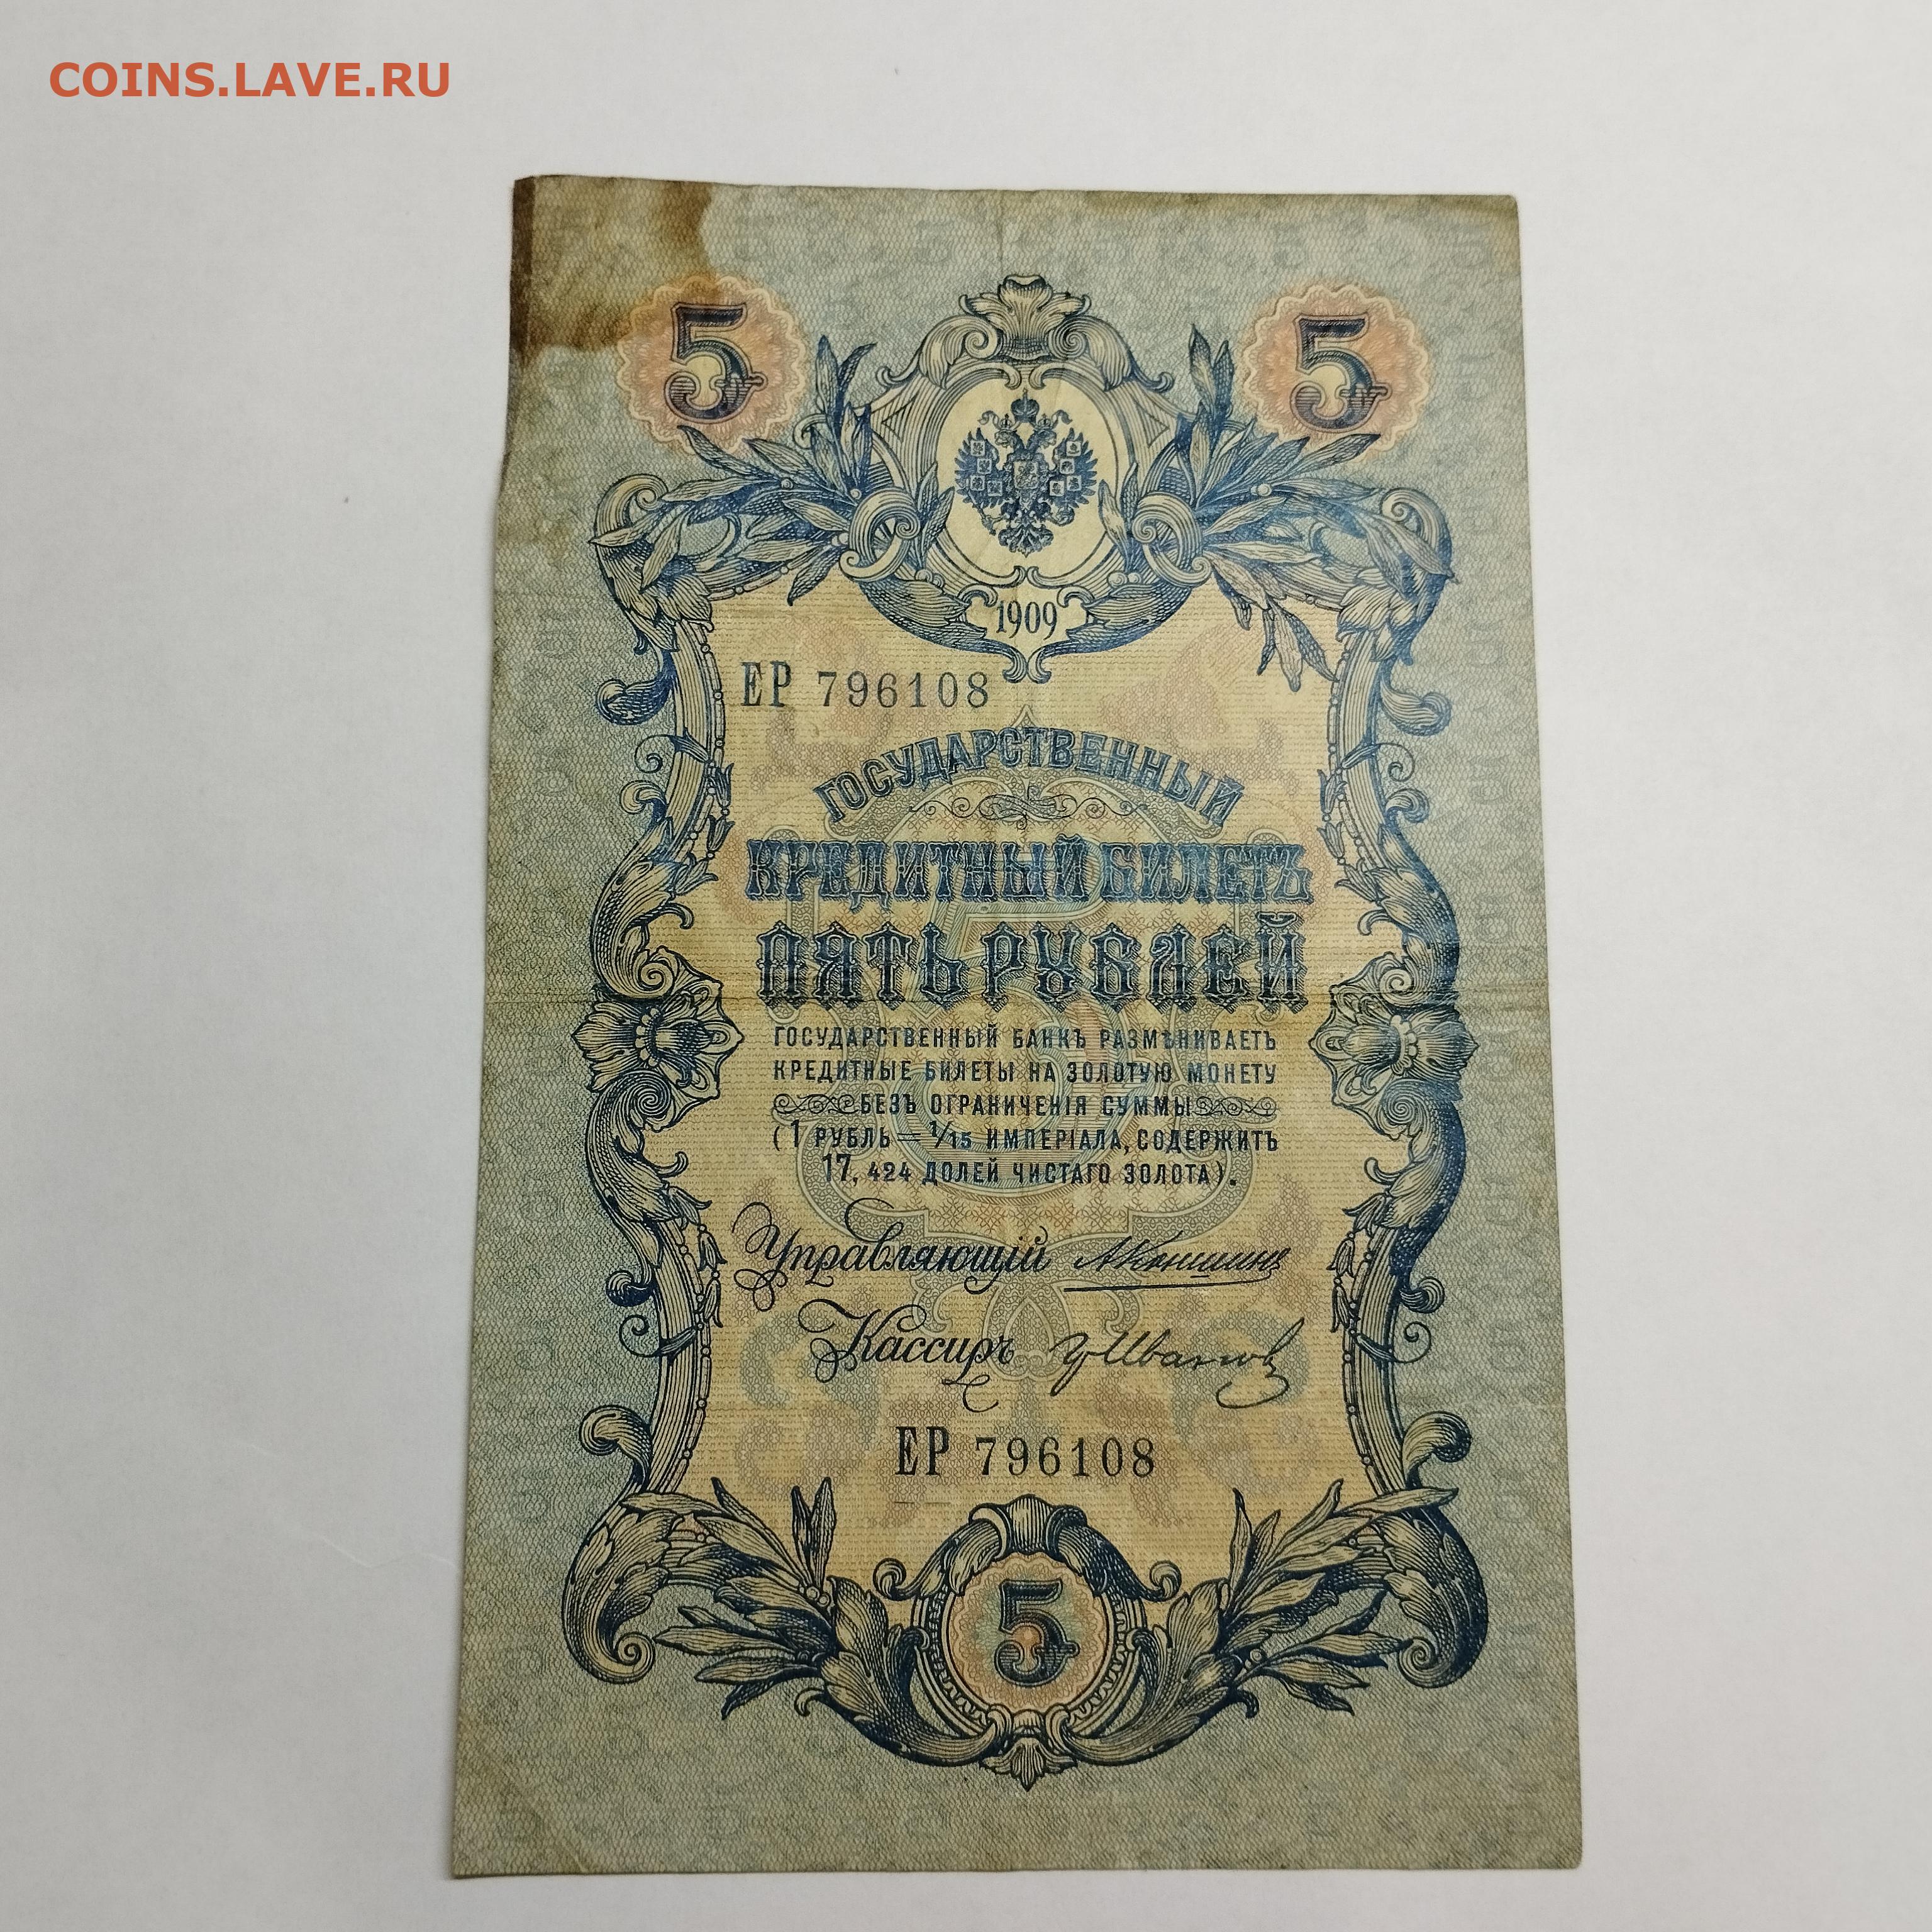 COINS.LAVE.RU
5 5
1909
ЕР 796108
ГОСУДАРСТВЕННЫЙ
КРЕДИТНЫЙ БИЛЕТЪ
ПЯТЬ РУБЛЕЙ
ГОСУДАРСТВЕННЫЙ БАНКЪ РАЗМѢНИВАЕТЪ
КРЕДИТНЫЕ БИЛЕТЫ НА ЗОЛОТУЮ МОНЕТУ
БЕЗЪ ОГРАНИЧЕНІЯ СУММЫ
(1 РУБЛЬ = 1/15 ИМПЕРІАЛА, СОДЕРЖИТЪ
17, 424 ДОЛЕЙ ЧИСТАГО ЗОЛОТА).
Управляющій АКоншинъ
Кассиръ ГрИвановъ
ЕР 796108
5